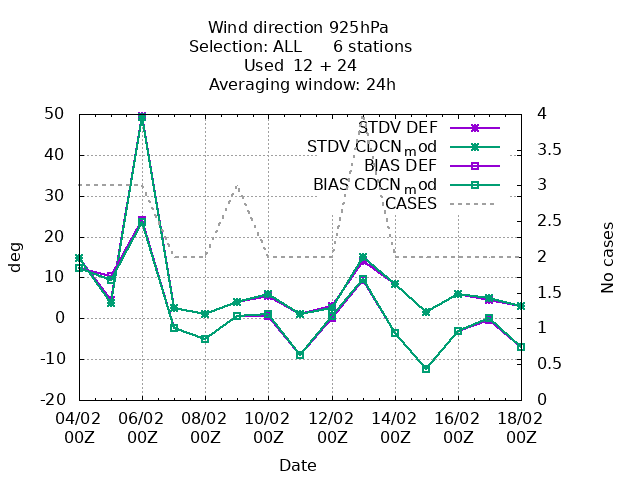 Wind direction 925hPa
Selection: ALL 6 stations
Used 12 + 24
Averaging window: 24h
50
40
30
20
10
0
-10
-20
deg
4
3.5
3
2.5
2
1.5
1
0.5
0
No cases
STDV DEF
STDV CDCN_mod
BIAS DEF
BIAS CDCN_mod
CASES
04/02 06/02 08/02 10/02 12/02 14/02 16/02 18/02
00Z 00Z 00Z 00Z 00Z 00Z 00Z 00Z
Date